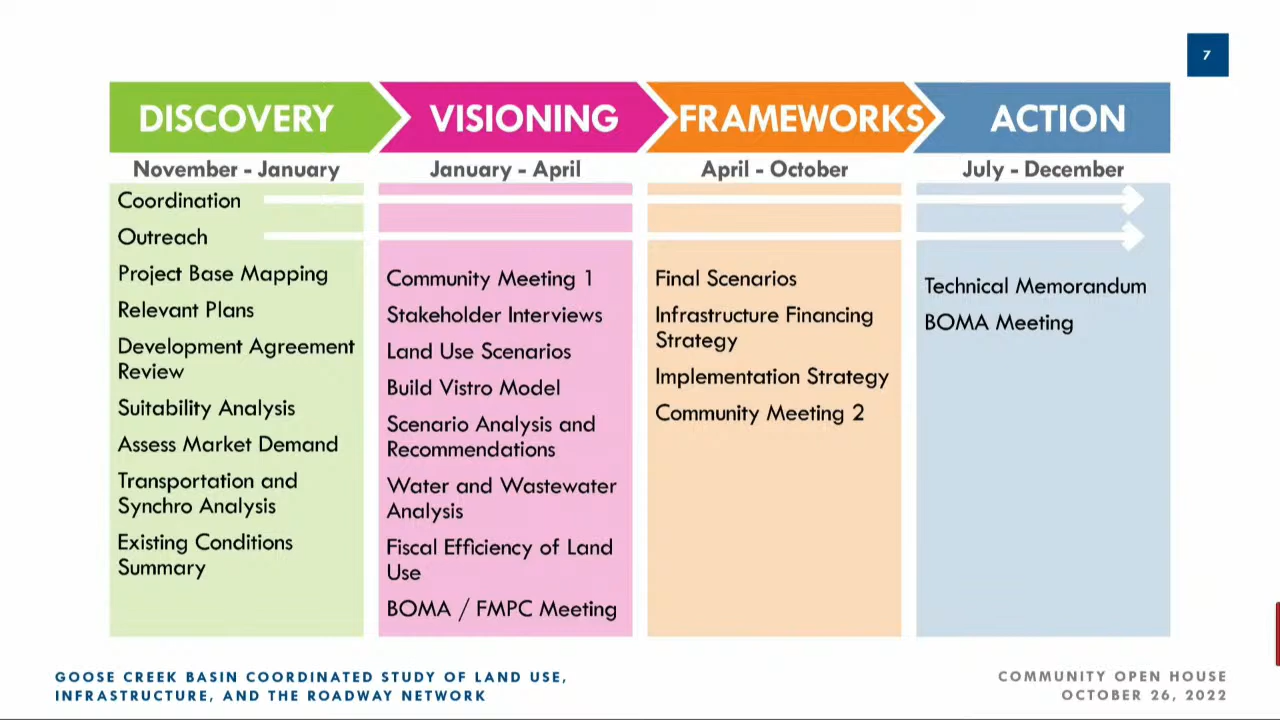 7
DISCOVERY
VISIONING
FRAMEWORKS
ACTION
November - January
January - April
April - October
July - December
Coordination
Outreach
Project Base Mapping
Relevant Plans
Development Agreement
Review
Suitability Analysis
Assess Market Demand
Transportation and
Synchro Analysis
Existing Conditions
Summary
Community Meeting 1
Stakeholder Interviews
Land Use Scenarios
Build Vistro Model
Scenario Analysis and
Recommendations
Water and Wastewater
Analysis
Fiscal Efficiency of Land
Use
BOMA / FMPC Meeting
Final Scenarios
Infrastructure Financing
Strategy
Implementation Strategy
Community Meeting 2
Technical Memorandum
BOMA Meeting
GOOSE CREEK BASIN COORDINATED STUDY OF LAND USE,
INFRASTRUCTURE, AND THE ROADWAY NETWORK
COMMUNITY OPEN HOUSE
OCTOBER 26, 2022